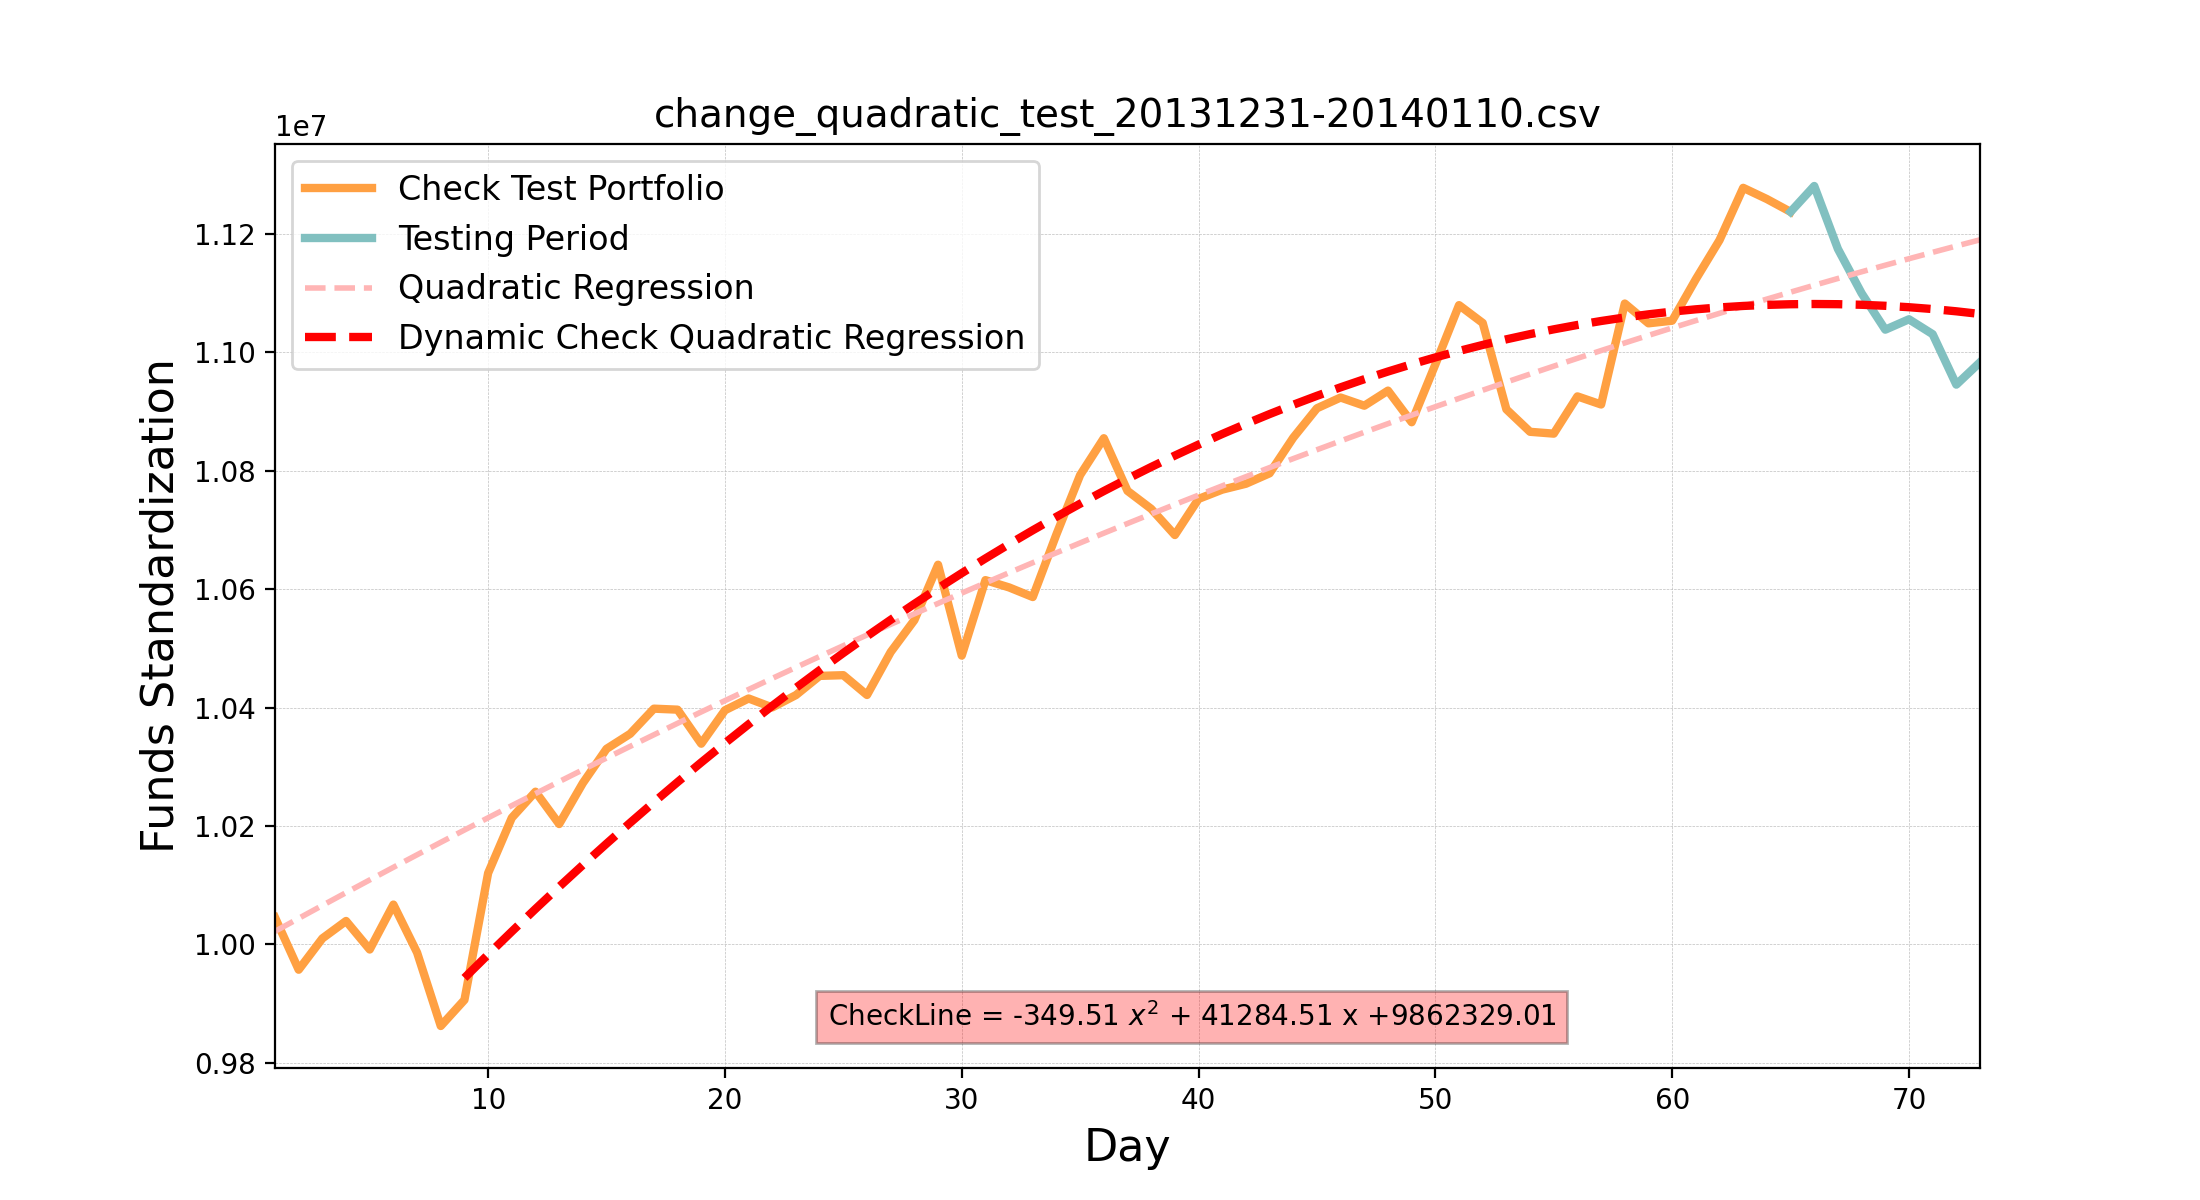 change_quadratic_test_20131231-20140110.csv
1e7
Check Test Portfolio
Testing Period
Quadratic Regression
Dynamic Check Quadratic Regression
1.12
1.10
1.08
1.06
1.04
1.02
1.00
0.98
Funds Standardization
CheckLine = -349.51 x² + 41284.51 x +9862329.01
10 20 30 40 50 60 70
Day